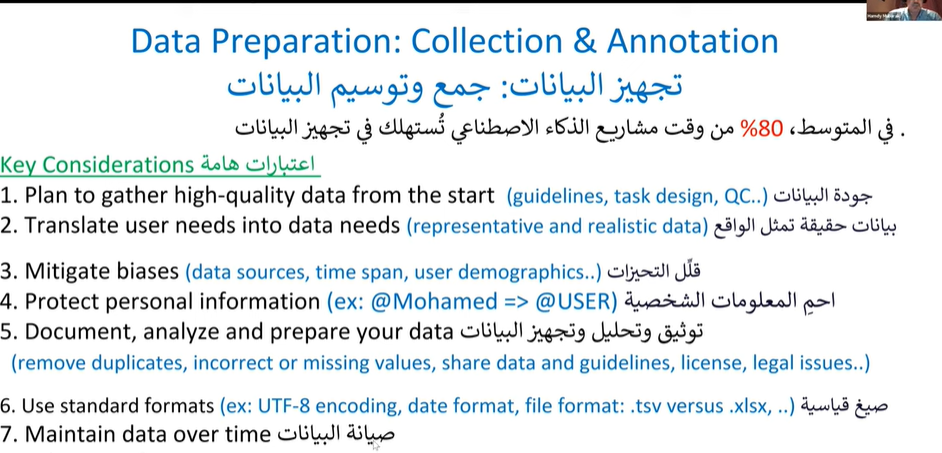 Data Preparation: Collection & Annotation
تجهيز البيانات: جمع وتوسيم البيانات
في المتوسط، 80% من وقت مشاريع الذكاء الاصطناعي تُستهلك في تجهيز البيانات .
Key Considerations اعتبارات هامة
1. Plan to gather high-quality data from the start (guidelines, task design, QC..) جودة البيانات
2. Translate user needs into data needs (representative and realistic data) بيانات حقيقة تمثل الواقع
3. Mitigate biases (data sources, time span, user demographics..) قلّل التحيزات
4. Protect personal information (ex: @Mohamed => @USER) احم المعلومات الشخصية
5. Document, analyze and prepare your data توثيق وتحليل وتجهيز البيانات
(remove duplicates, incorrect or missing values, share data and guidelines, license, legal issues..)
6. Use standard formats (ex: UTF-8 encoding, date format, file format: .tsv versus .xlsx, ..) صيغ قياسية
7. Maintain data over time صيانة البيانات